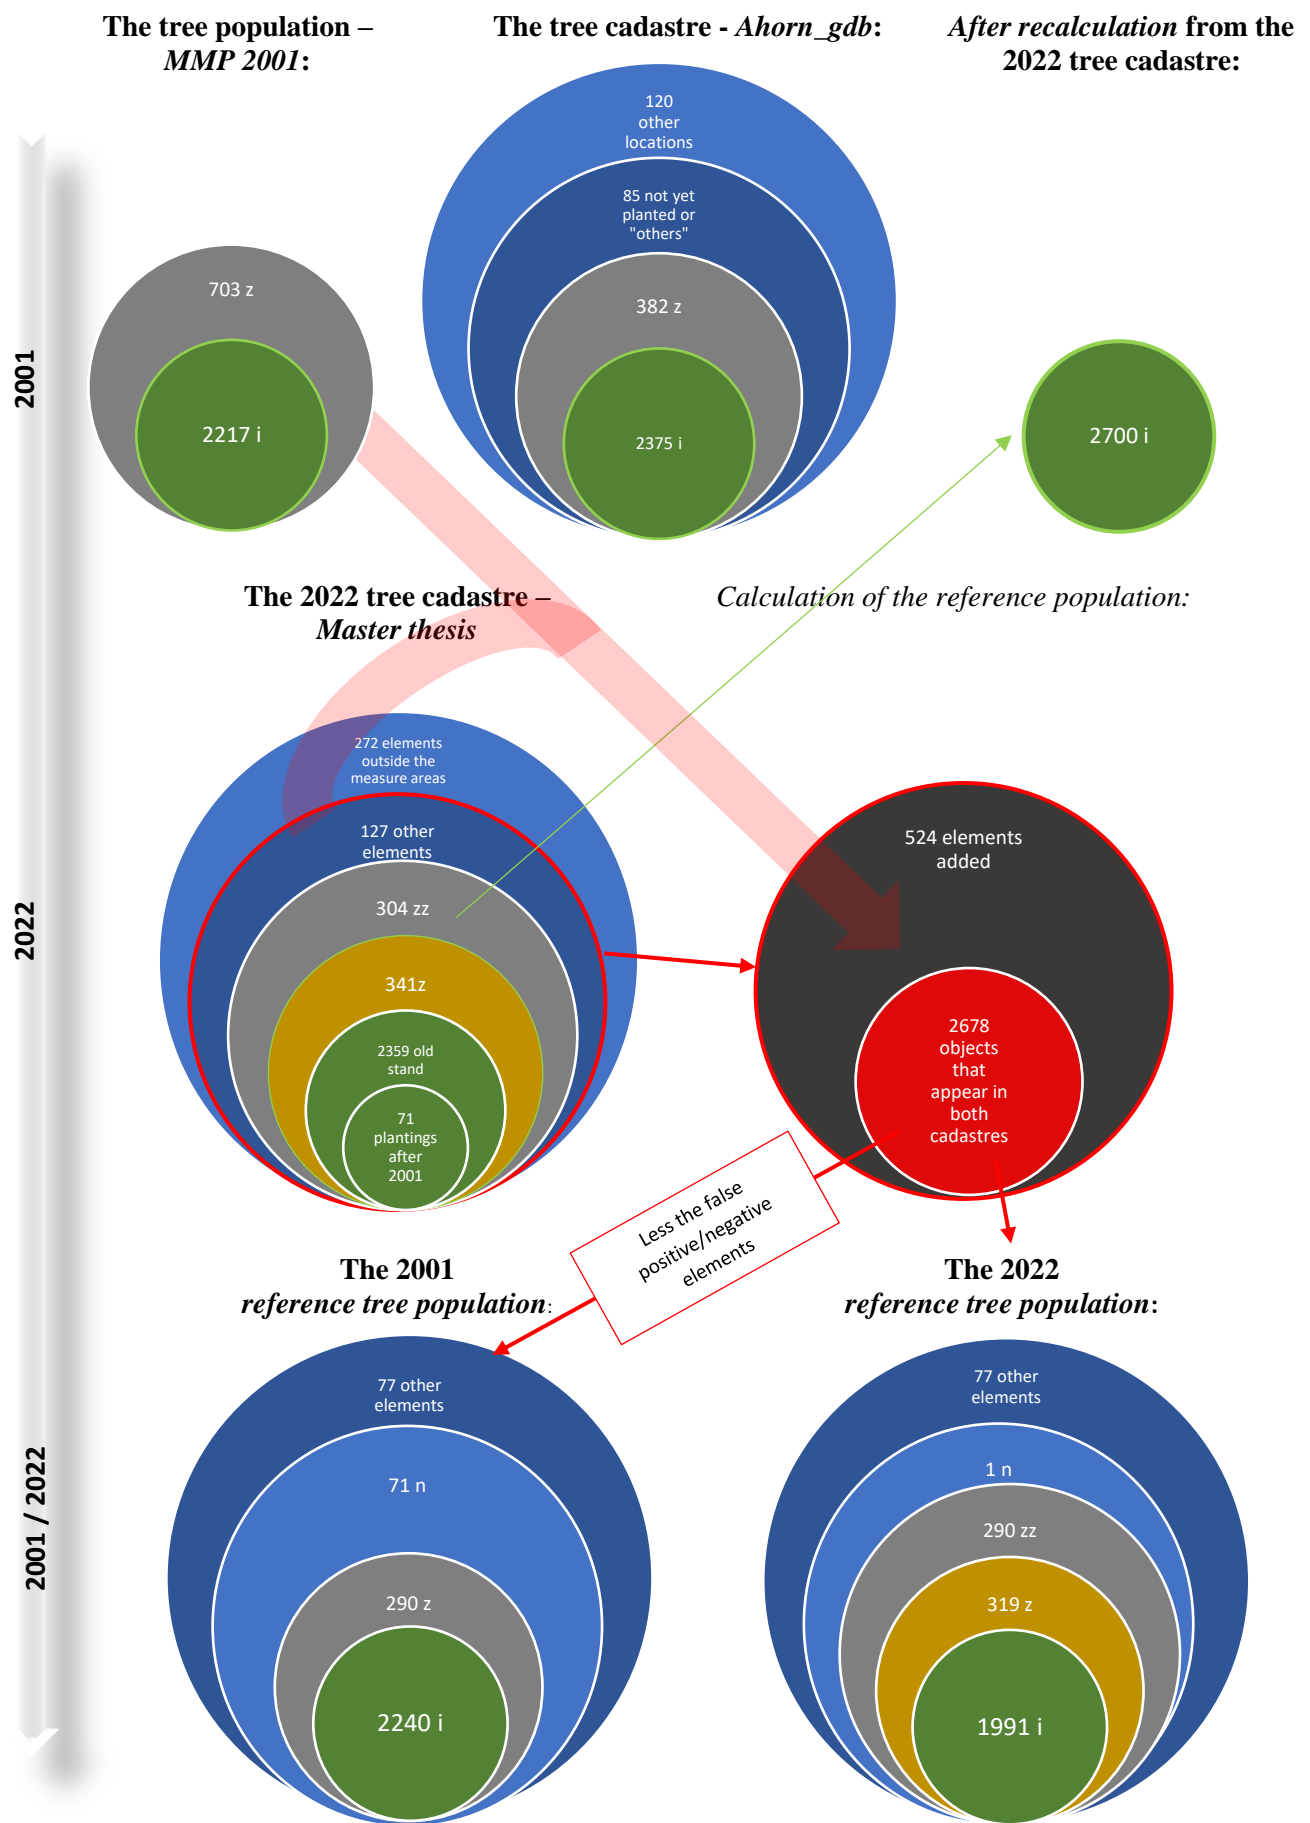 The tree population –
MMP 2001:
The tree cadastre - Ahorn_gdb:
After recalculation from the
2022 tree cadastre:
2001
703 z
2217 i
120
other
locations
85 not yet
planted or
"others"
382 z
2375 i
2700 i
The 2022 tree cadastre –
Master thesis
Calculation of the reference population:
2022
272 elements
outside the
measure areas
127 other
elements
304 zz
341z
2359 old
stand
71
plantings
after
2001
524 elements
added
2678
objects
that
appear in
both
cadastres
Less the false
positive/negative
elements
The 2001
reference tree population:
The 2022
reference tree population:
2001 / 2022
77 other
elements
71 n
290 z
2240 i
77 other
elements
1 n
290 zz
319 z
1991 i